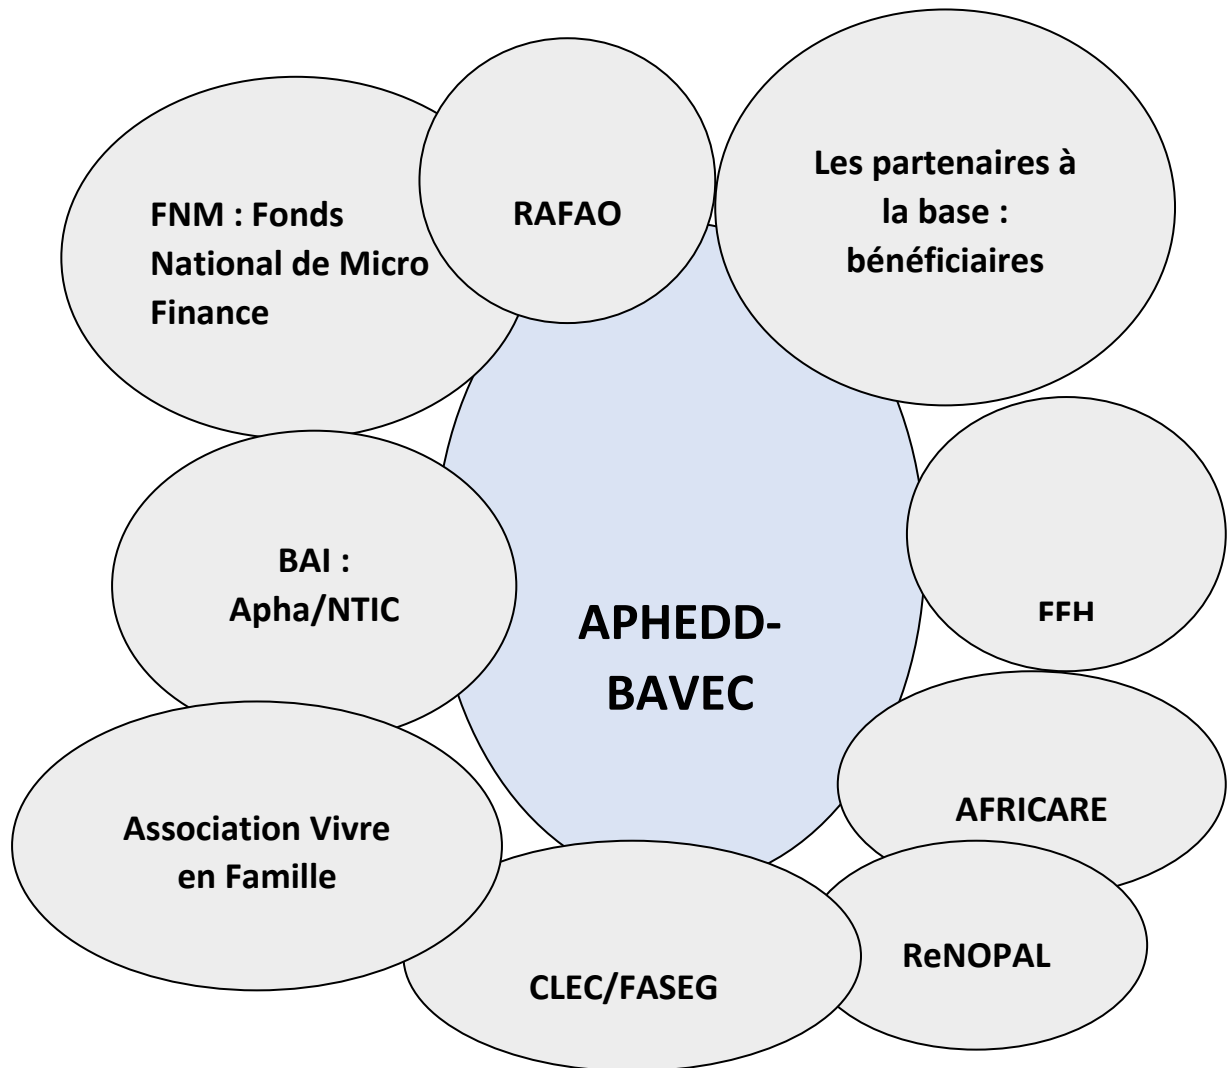 RAFAO
Les partenaires à
la base :
bénéficiaires
FNM : Fonds
National de Micro
Finance
BAI :
Apha/NTIC
APHEDD-
BAVEC
FFH
AFRICARE
Association Vivre
en Famille
ReNOPAL
CLEC/FASEG